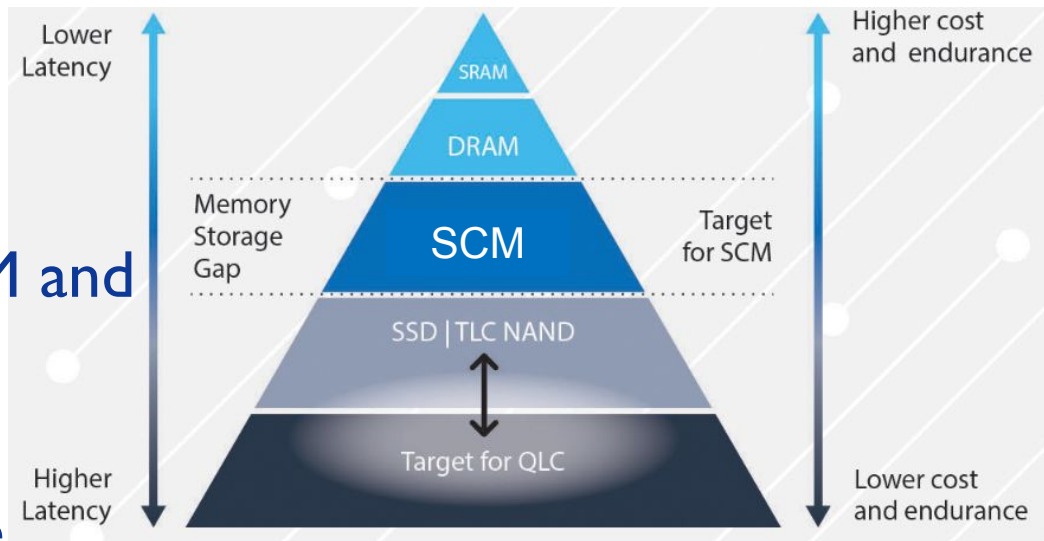 Lower
Latency
Higher cost
and endurance
SRAM
DRAM
Memory
Storage
Gap
SCM
Target
for SCM
and
SSD | TLC NAND
Target for QLC
Higher
Latency
Lower cost
and endurance